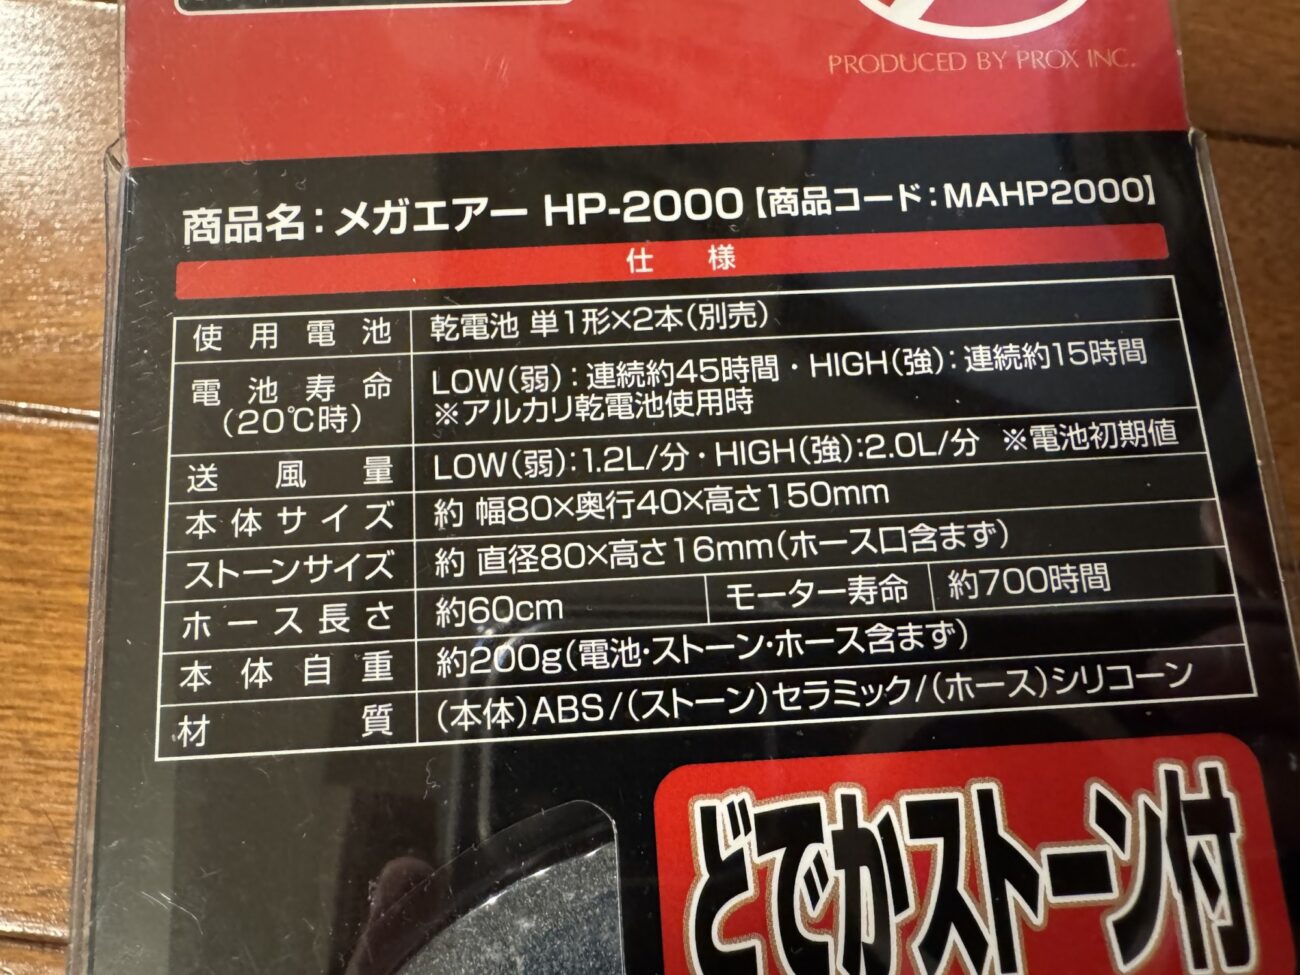 PRODUCED BY PROX INC.
商品名：メガエアー HP-2000【商品コード：MAHP2000】
仕 様
使用電池 乾電池 単1形×2本（別売）
電池寿命（20℃時） LOW（弱）：連続約45時間・HIGH（強）：連続約15時間
※アルカリ乾電池使用時
送風量 LOW（弱）：1.2L/分・HIGH（強）：2.0L/分 ※電池初期値
本体サイズ 約 幅80×奥行40×高さ150mm
ストーンサイズ 約 直径80×高さ16mm（ホース口含まず）
ホース長さ 約60cm モーター寿命 約700時間
本体自重 約200g（電池・ストーン・ホース含まず）
材質 （本体）ABS/（ストーン）セラミック/（ホース）シリコーン
どでかストーン付